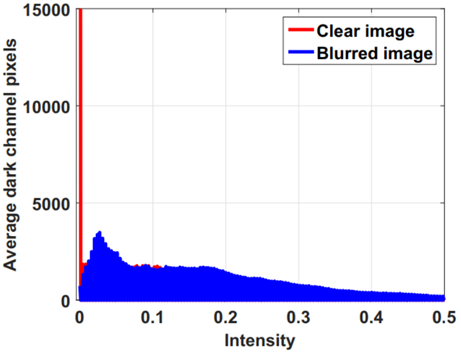 15000
Clear image
Blurred image
10000
5000
0
Average dark channel pixels
0 0.1 0.2 0.3 0.4 0.5
Intensity